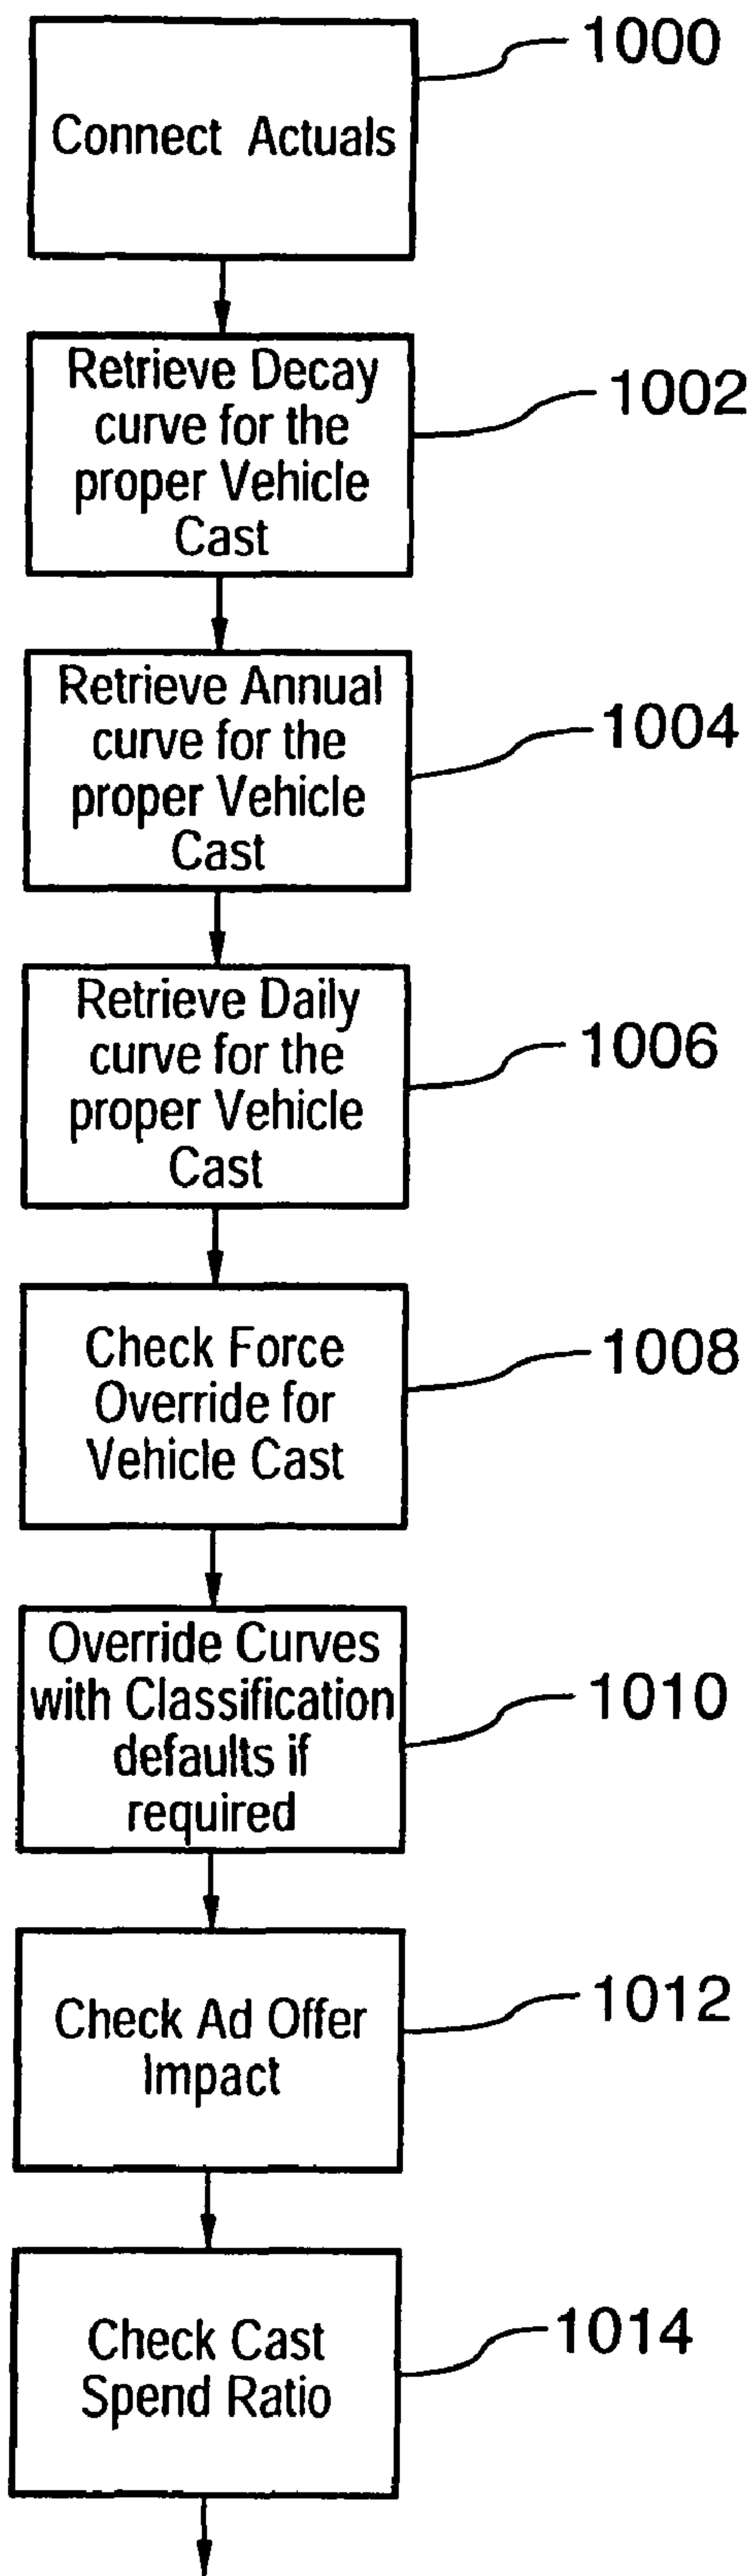 1000
Connect Actuals
Retrieve Decay
curve for the
proper Vehicle
Cast
1002
Retrieve Annual
curve for the
proper Vehicle
Cast
1004
Retrieve Daily
curve for the
proper Vehicle
Cast
1006
Check Force
Override for
Vehicle Cast
1008
Override Curves
with Classification
defaults if
required
1010
Check Ad Offer
Impact
1012
Check Cast
Spend Ratio
1014